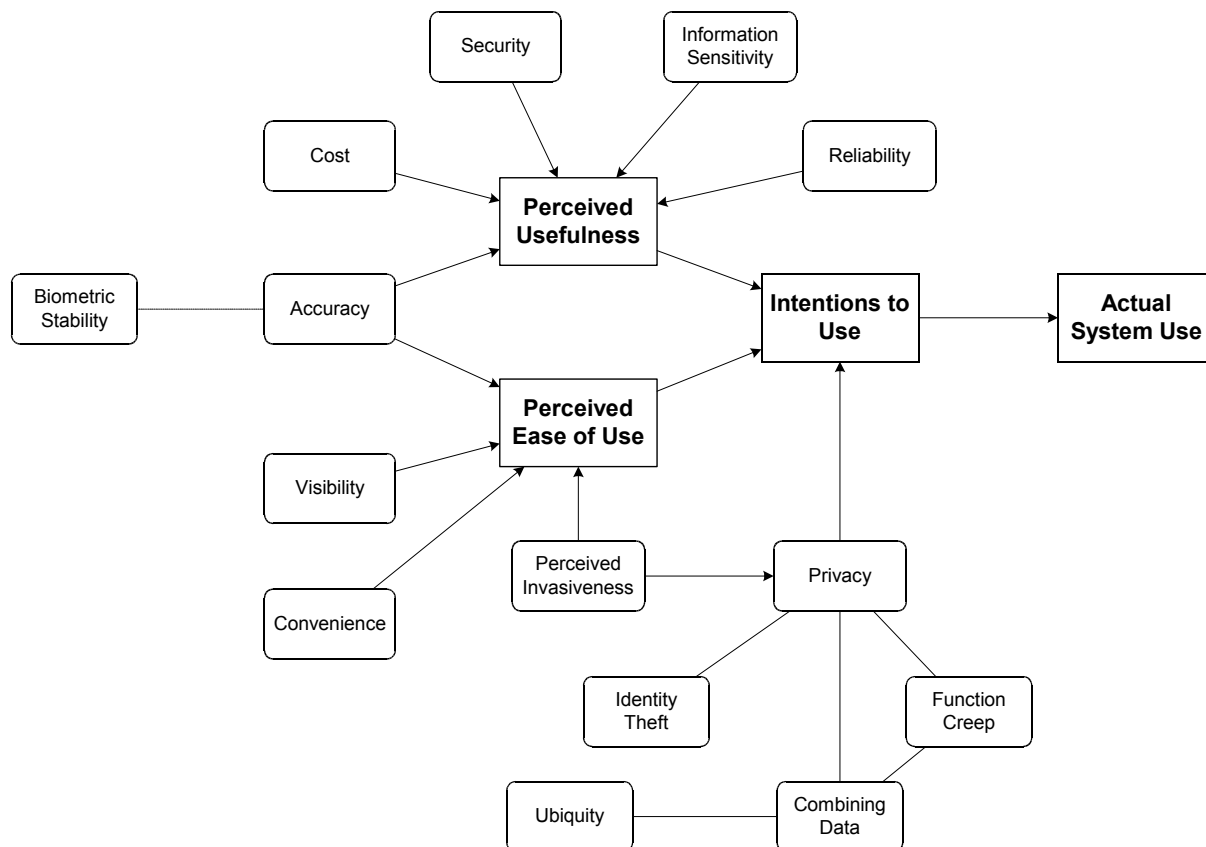 Security
Information
Sensitivity
Cost
Reliability
Perceived
Usefulness
Biometric
Stability
Accuracy
Intentions to
Use
Actual
System Use
Perceived
Ease of Use
Visibility
Perceived
Invasiveness
Privacy
Convenience
Identity
Theft
Function
Creep
Ubiquity
Combining
Data